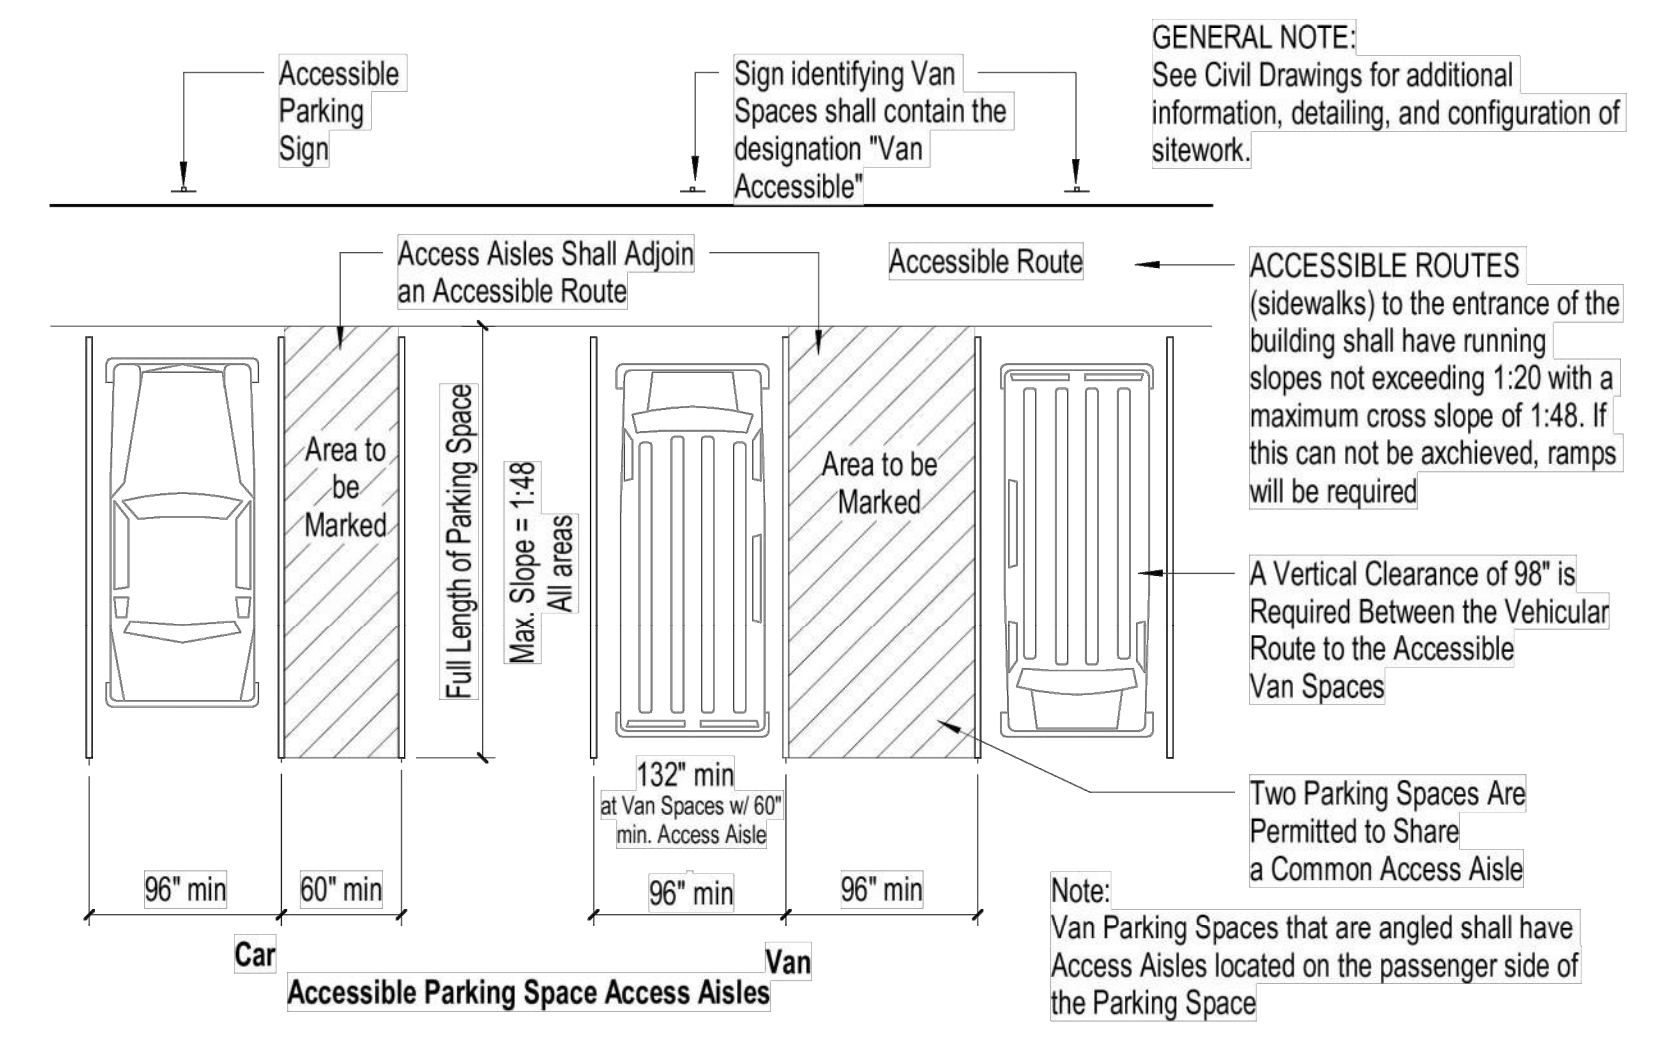 Accessible
Parking
Sign
Sign identifying Van
Spaces shall contain the
designation "Van
Accessible"
GENERAL NOTE:
See Civil Drawings for additional
information, detailing, and configuration of
sitework.
Access Aisles Shall Adjoin
an Accessible Route
Accessible Route
ACCESSIBLE ROUTES
(sidewalks) to the entrance of the
building shall have running
slopes not exceeding 1:20 with a
maximum cross slope of 1:48. If
this can not be axchieved, ramps
will be required
Area to
be
Marked
Full Length of Parking Space
Max. Slope = 1:48
All areas
Area to be
Marked
A Vertical Clearance of 98" is
Required Between the Vehicular
Route to the Accessible
Van Spaces
132" min
at Van Spaces w/ 60"
min. Access Aisle
Two Parking Spaces Are
Permitted to Share
a Common Access Aisle
96" min
60" min
96" min
96" min
Note:
Van Parking Spaces that are angled shall have
Access Aisles located on the passenger side of
the Parking Space
Car
Van
Accessible Parking Space Access Aisles